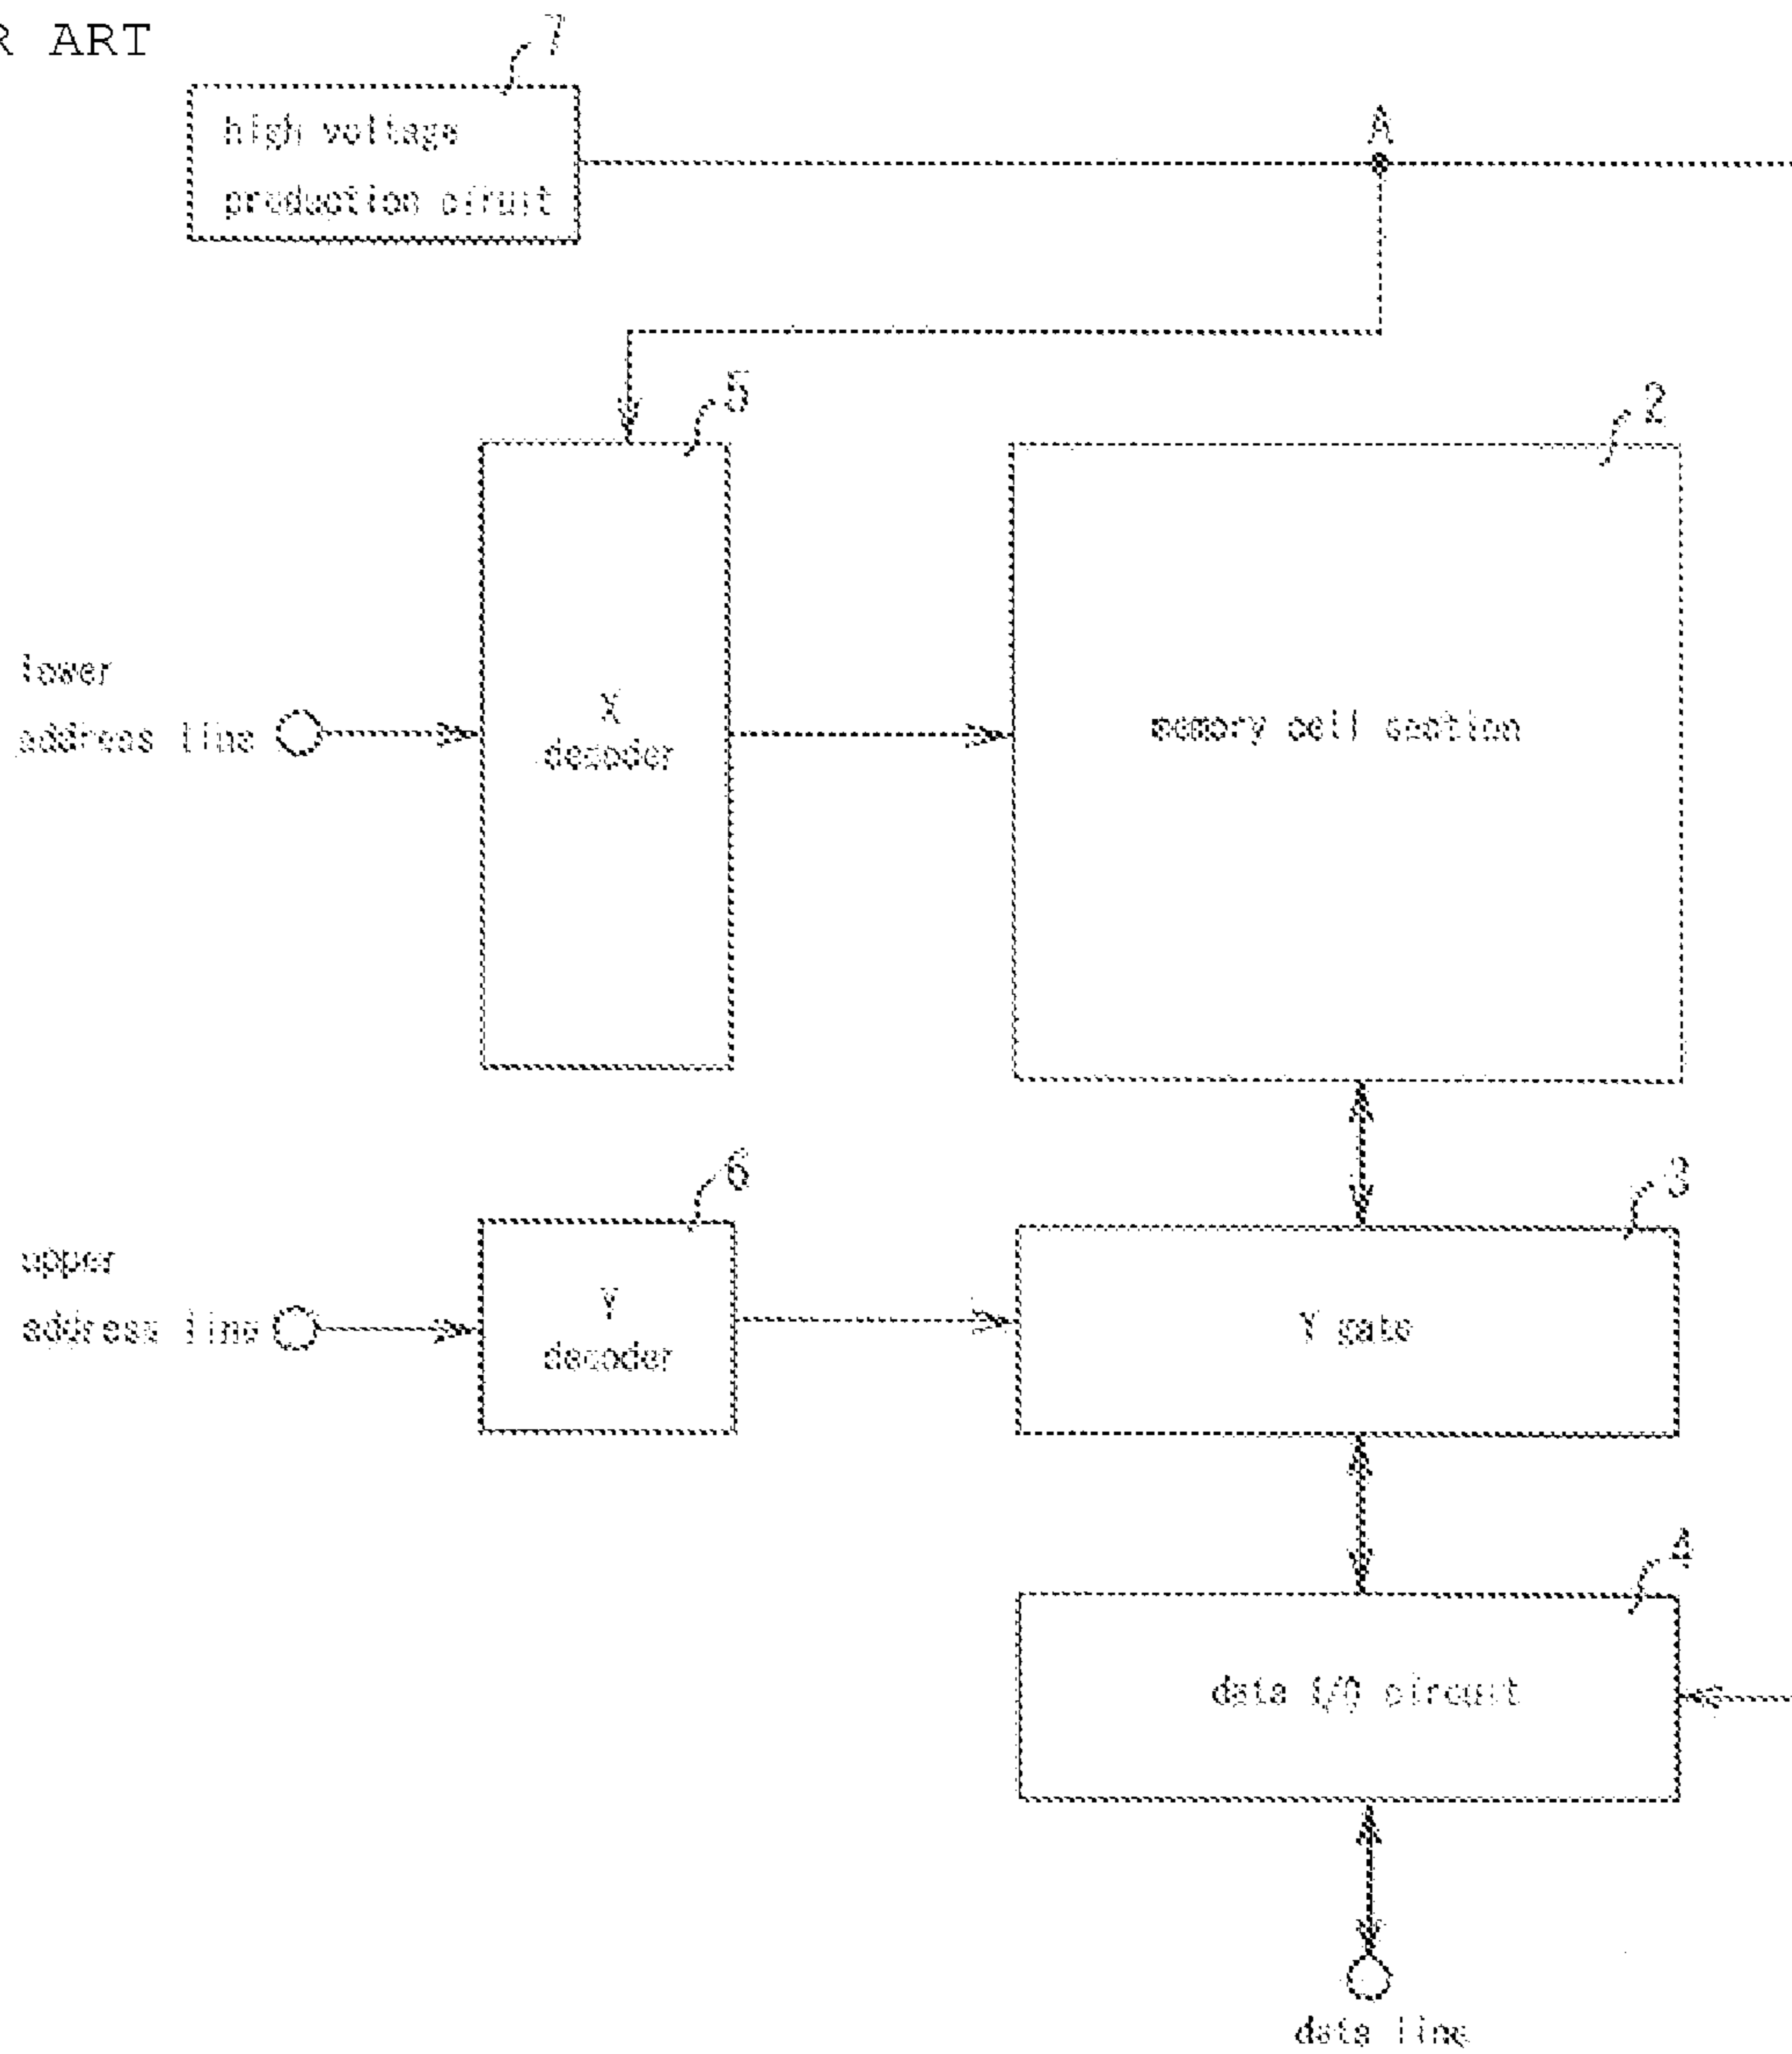 R ART
7
high voltage
production ciruit
A
5
2
lower
address line
X
decoder
memory cell section
6
3
upper
address line
Y
decoder
Y gate
4
data I/O circuit
data line